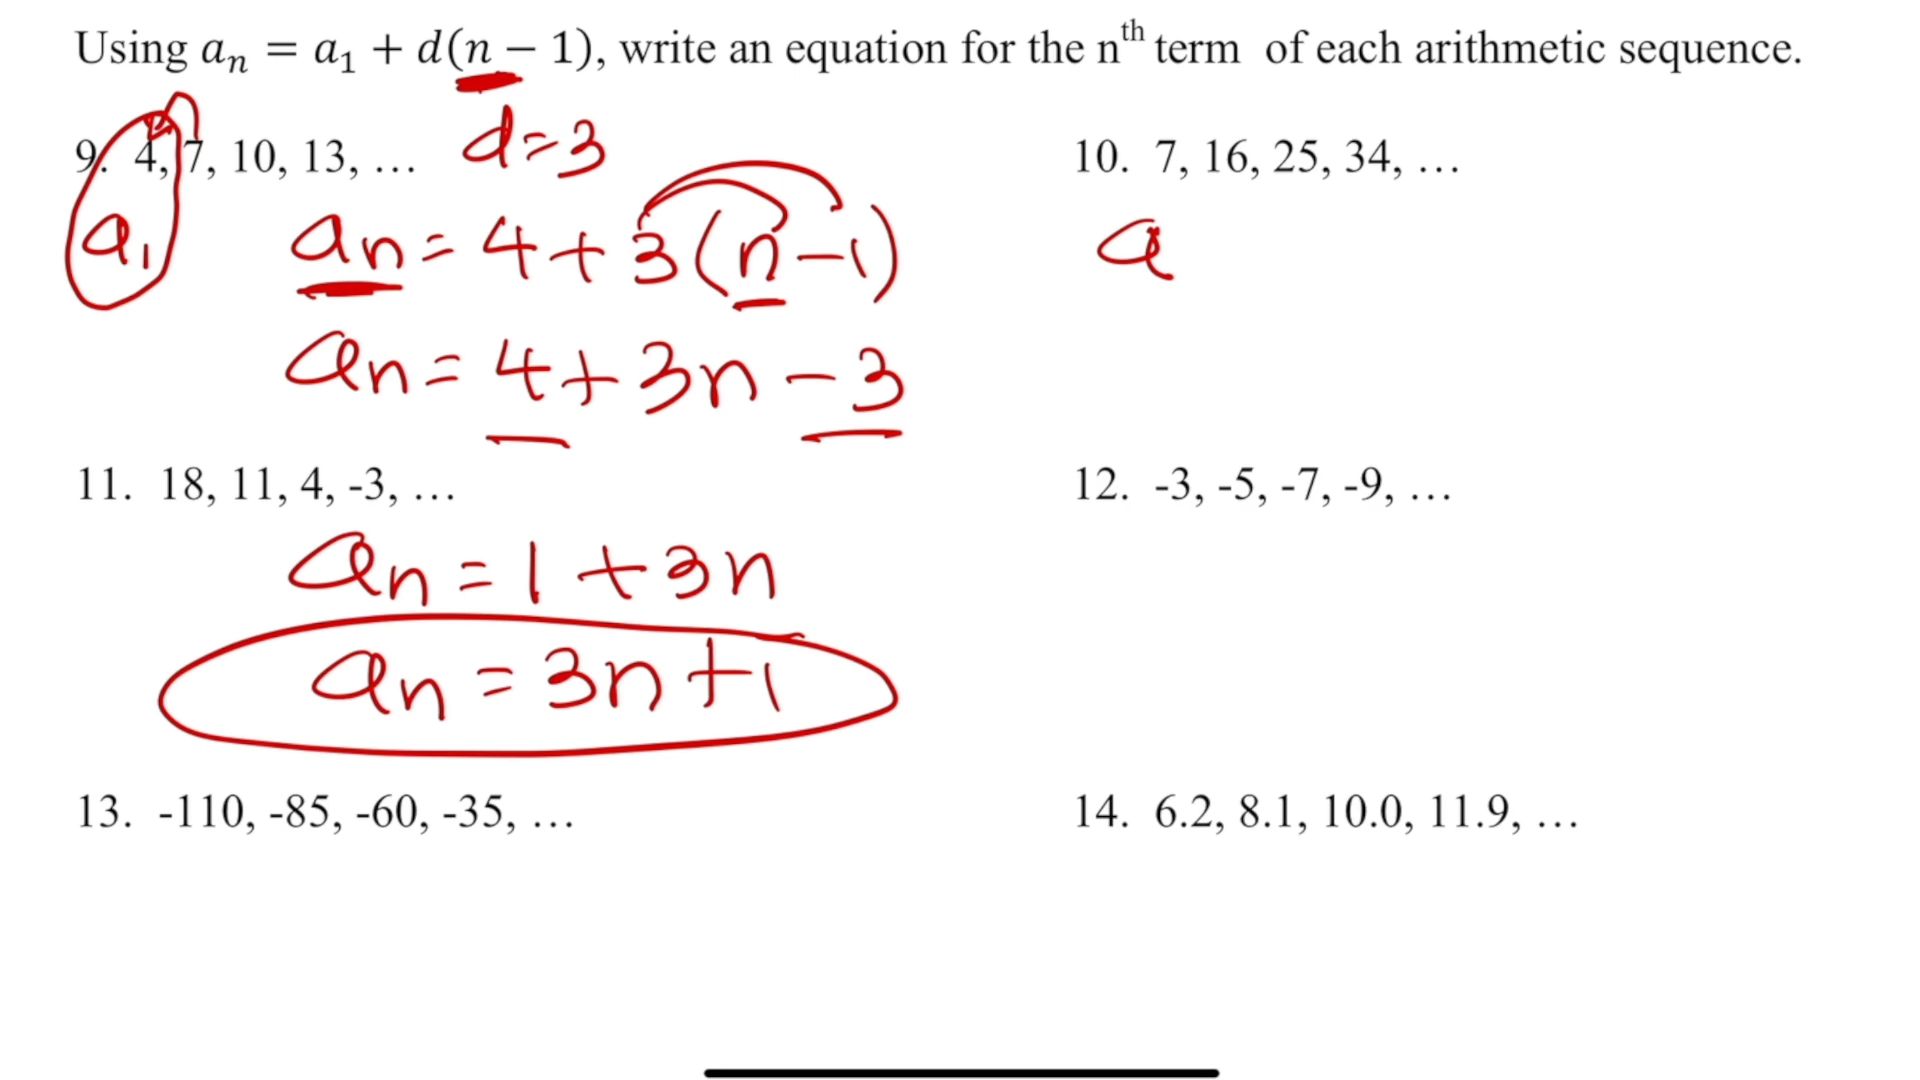 Using aₙ = a₁ + d(n − 1), write an equation for the nᵗʰ term of each arithmetic sequence.
9. 4, 7, 10, 13, … d=3
a₁
aₙ = 4 + 3(n−1)
aₙ = 4 + 3n − 3
10. 7, 16, 25, 34, …
a
11. 18, 11, 4, -3, …
aₙ = 1 + 3n
aₙ = 3n + 1
12. -3, -5, -7, -9, …
13. -110, -85, -60, -35, …
14. 6.2, 8.1, 10.0, 11.9, …